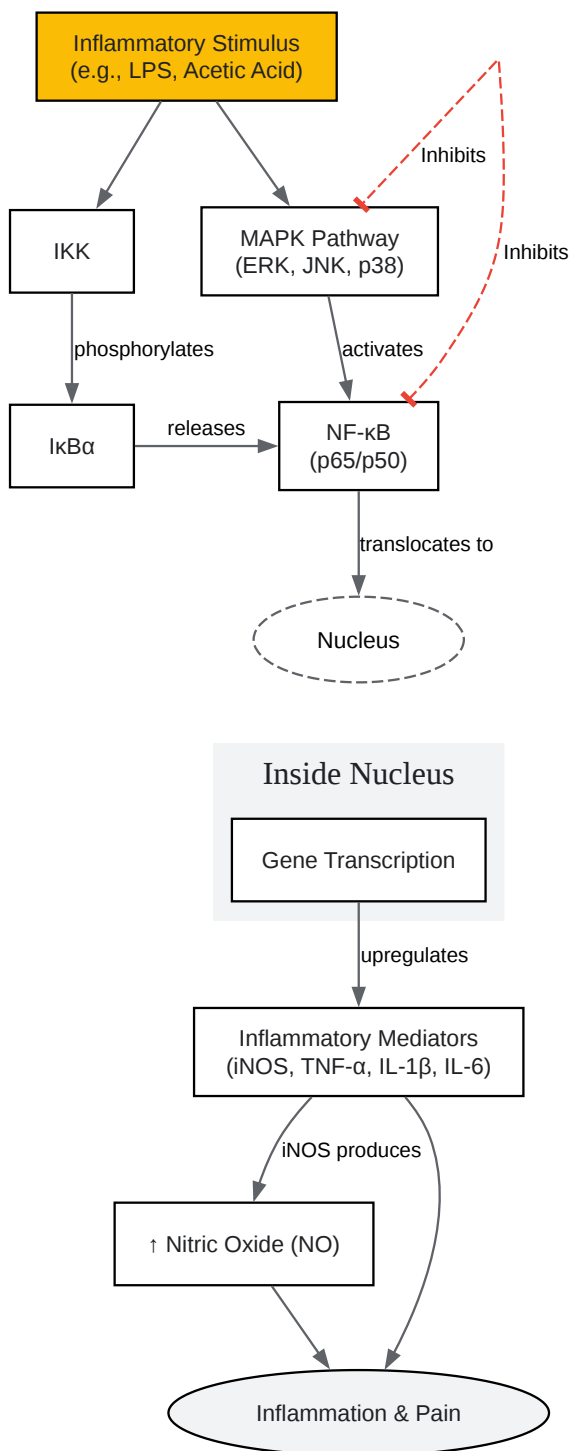 Inflammatory Stimulus
(e.g., LPS, Acetic Acid)
Inhibits
IKK
MAPK Pathway
(ERK, JNK, p38)
Inhibits
phosphorylates
activates
IκBα
releases
NF-κB
(p65/p50)
translocates to
Nucleus
Inside Nucleus
Gene Transcription
upregulates
Inflammatory Mediators
(iNOS, TNF-α, IL-1β, IL-6)
iNOS produces
↑ Nitric Oxide (NO)
Inflammation & Pain